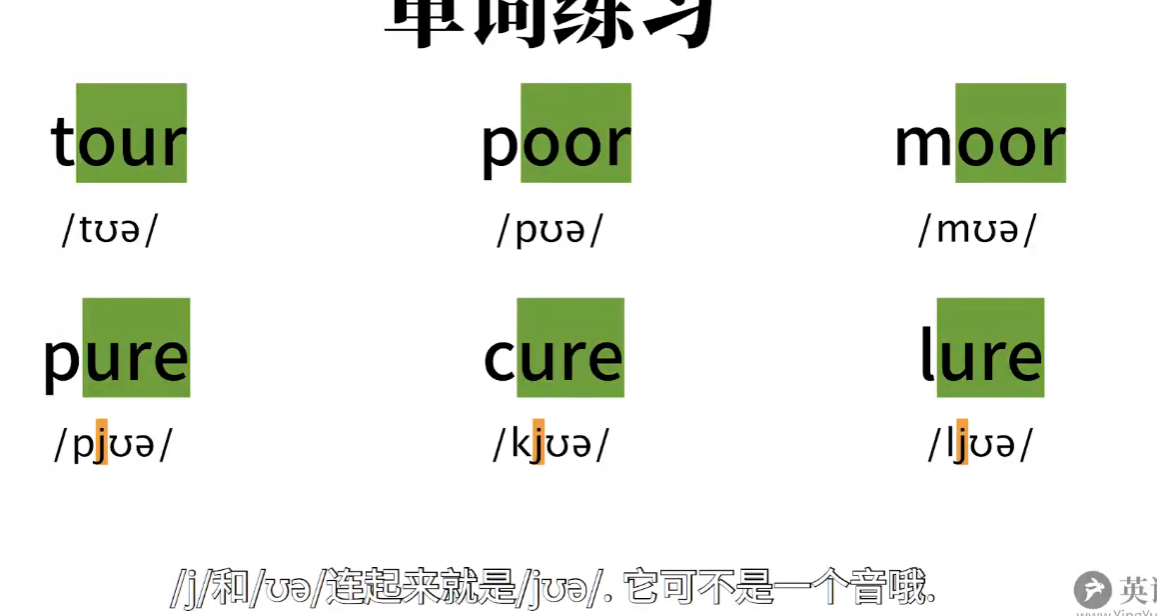 单词练习
tour poor moor
/tʊə/ /pʊə/ /mʊə/
pure cure lure
/pjʊə/ /kjʊə/ /ljʊə/
/j/和/ʊə/连起来就是/jʊə/. 它可不是一个音哦.
英